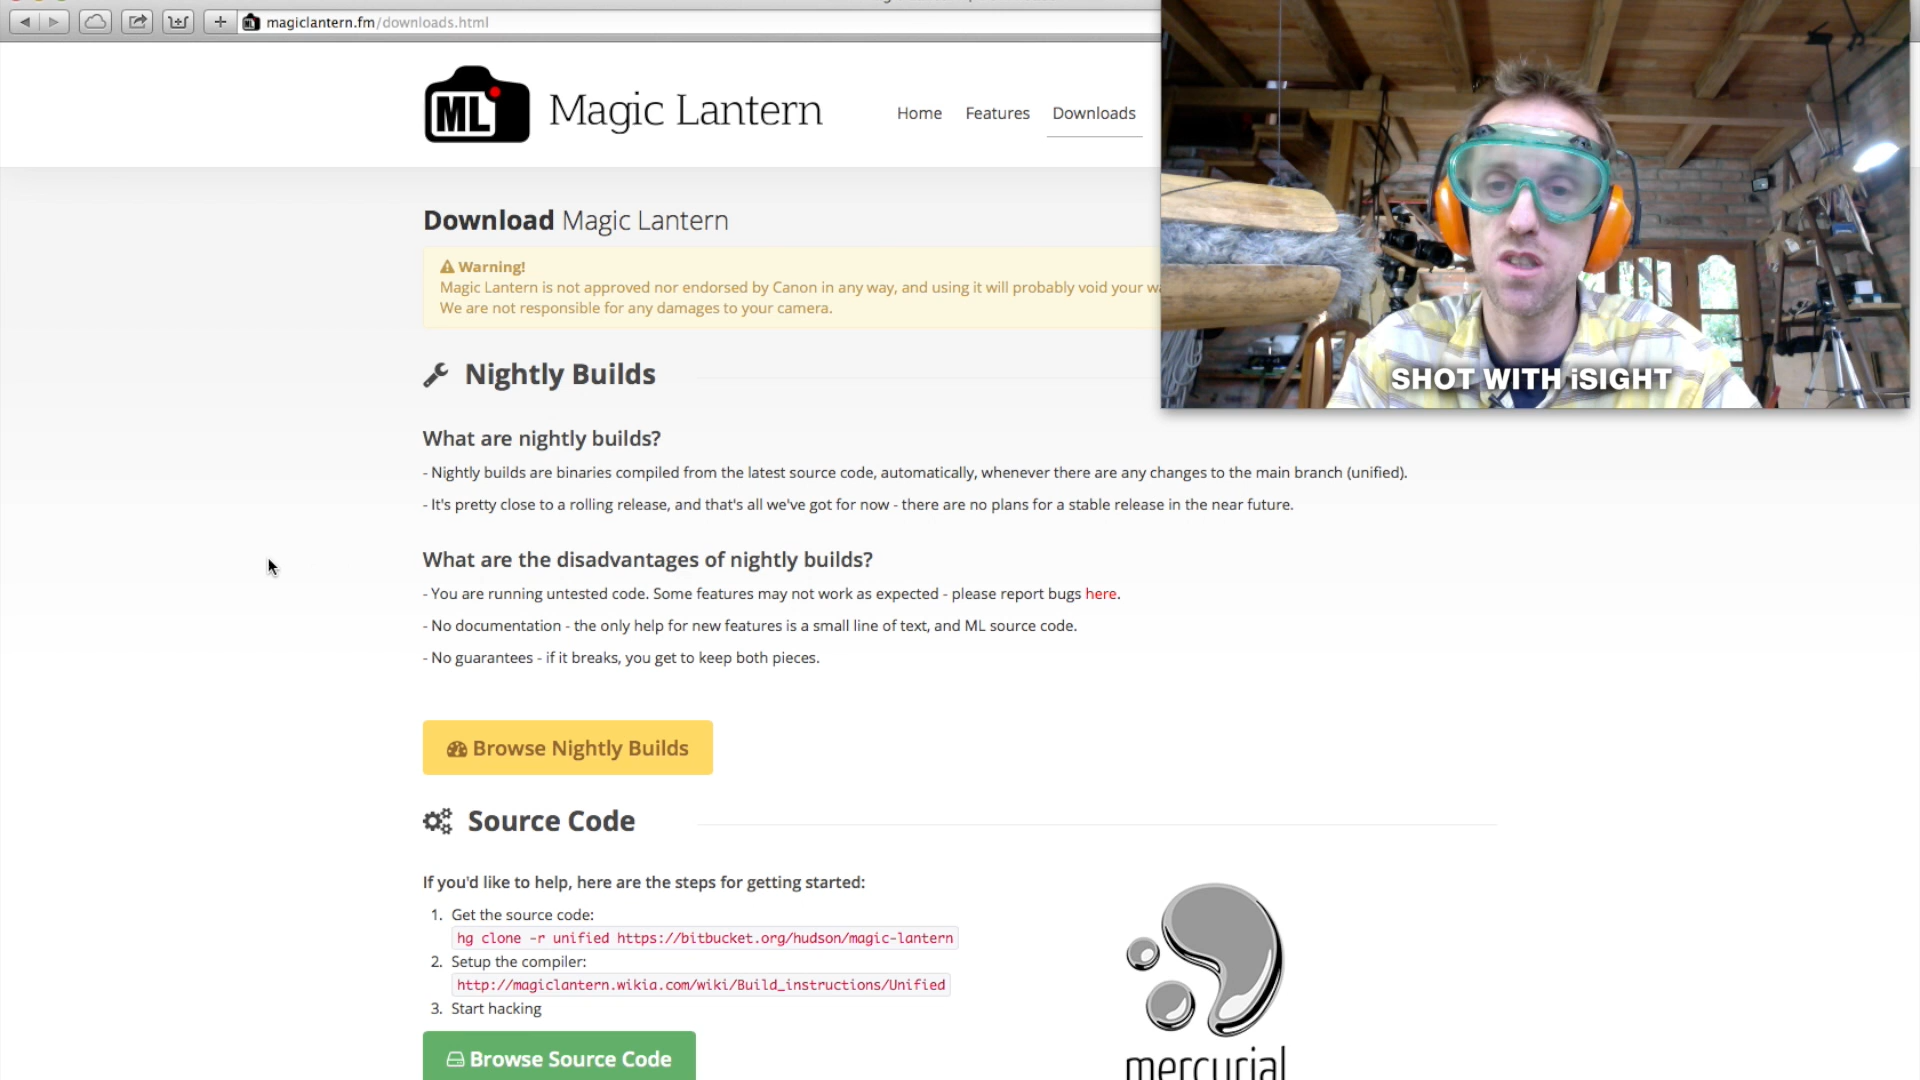 magiclantern.fm/downloads.html
ML
Magic Lantern
Home Features Downloads
Download Magic Lantern
Warning!
Magic Lantern is not approved nor endorsed by Canon in any way, and using it will probably void your
We are not responsible for any damages to your camera.
SHOT WITH iSIGHT
Nightly Builds
What are nightly builds?
- Nightly builds are binaries compiled from the latest source code, automatically, whenever there are any changes to the main branch (unified).
- It's pretty close to a rolling release, and that's all we've got for now - there are no plans for a stable release in the near future.
What are the disadvantages of nightly builds?
- You are running untested code. Some features may not work as expected - please report bugs here.
- No documentation - the only help for new features is a small line of text, and ML source code.
- No guarantees - if it breaks, you get to keep both pieces.
Browse Nightly Builds
Source Code
If you'd like to help, here are the steps for getting started:
1. Get the source code:
hg clone -r unified https://bitbucket.org/hudson/magic-lantern
2. Setup the compiler:
http://magiclantern.wikia.com/wiki/Build_instructions/Unified
3. Start hacking
Browse Source Code
mercurial